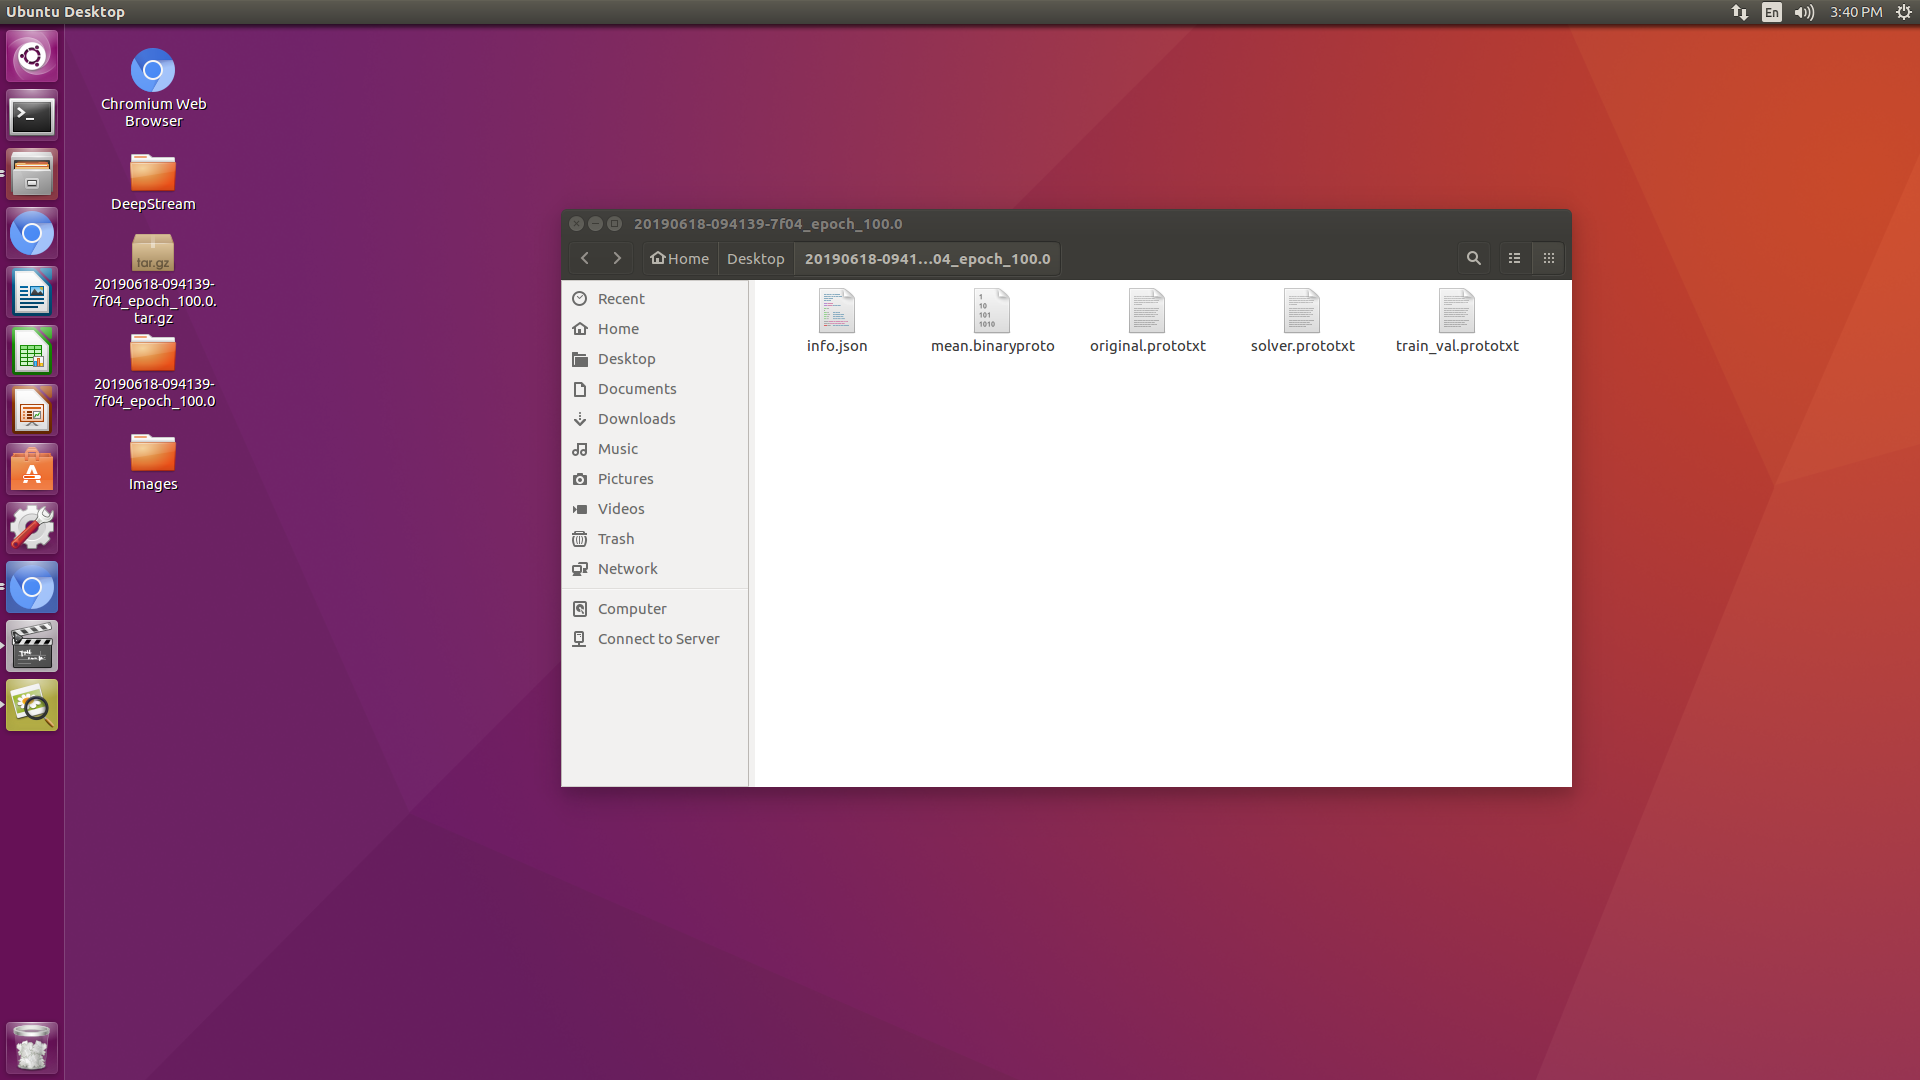 Ubuntu Desktop
En
3:40 PM
Chromium Web
Browser
DeepStream
tar.gz
20190618-094139-
7f04_epoch_100.0.
tar.gz
20190618-094139-
7f04_epoch_100.0
Images
20190618-094139-7f04_epoch_100.0
Home
Desktop
20190618-0941...04_epoch_100.0
Recent
Home
Desktop
Documents
Downloads
Music
Pictures
Videos
Trash
Network
Computer
Connect to Server
1
10
101
1010
info.json
mean.binaryproto
original.prototxt
solver.prototxt
train_val.prototxt